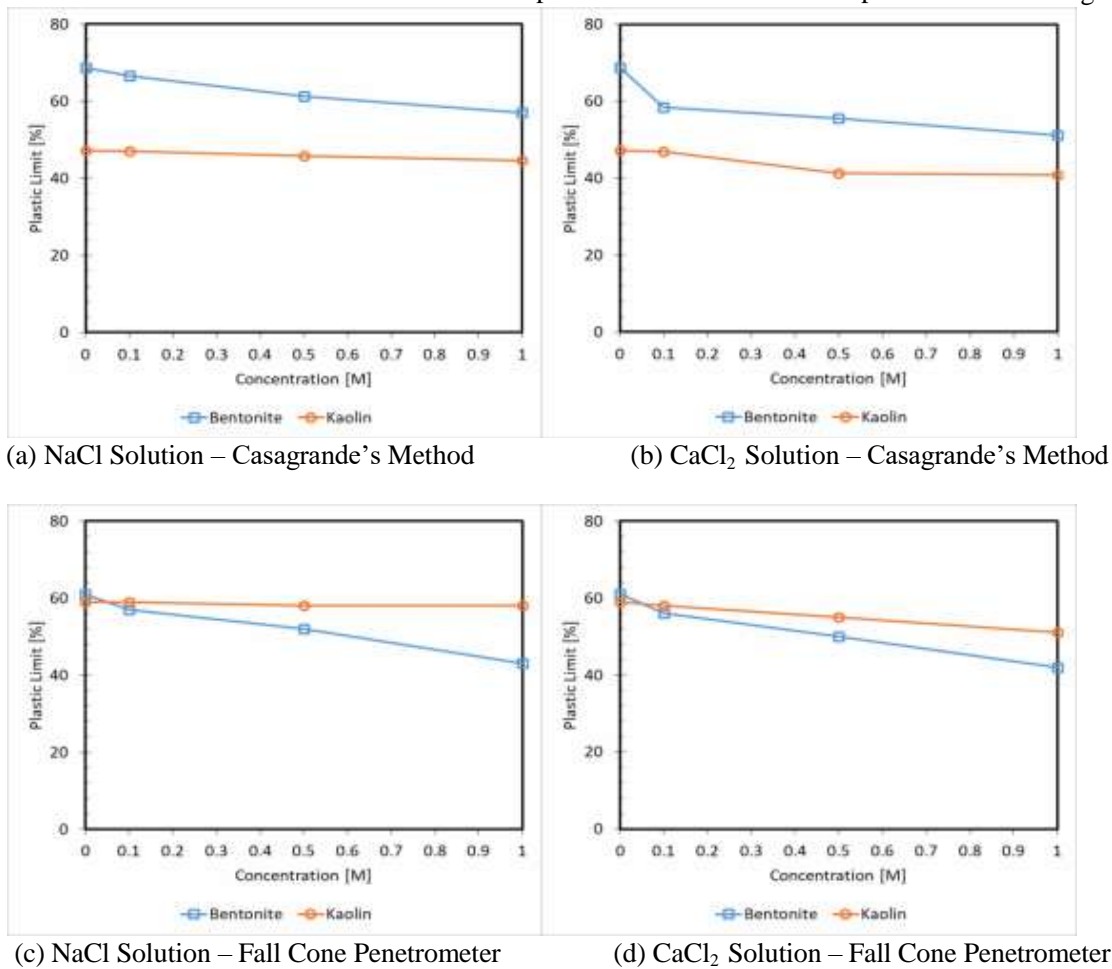 80 80
60 60
40 40
20 20
0 0
Plastic Limit [%] Plastic Limit [%]
0 0.1 0.2 0.3 0.4 0.5 0.6 0.7 0.8 0.9 1 0 0.1 0.2 0.3 0.4 0.5 0.6 0.7 0.8 0.9 1
Concentration [M] Concentration [M]
Bentonite Kaolin Bentonite Kaolin
(a) NaCl Solution – Casagrande’s Method (b) CaCl₂ Solution – Casagrande’s Method
80 80
60 60
40 40
20 20
0 0
Plastic Limit [%] Plastic Limit [%]
0 0.1 0.2 0.3 0.4 0.5 0.6 0.7 0.8 0.9 1 0 0.1 0.2 0.3 0.4 0.5 0.6 0.7 0.8 0.9 1
Concentration [M] Concentration [M]
Bentonite Kaolin Bentonite Kaolin
(c) NaCl Solution – Fall Cone Penetrometer (d) CaCl₂ Solution – Fall Cone Penetrometer